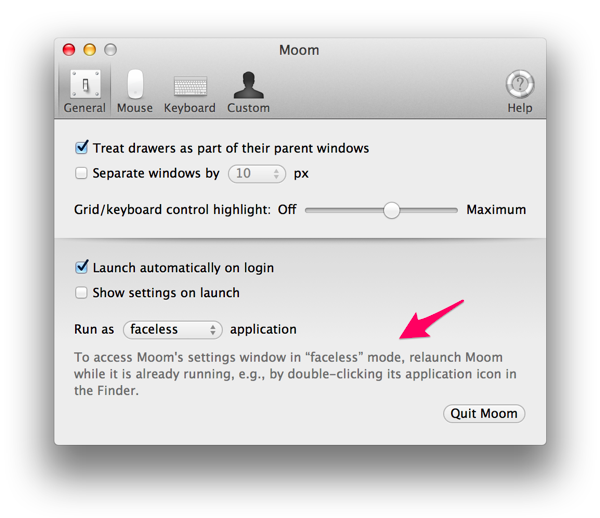 Moom
General Mouse Keyboard Custom Help
Treat drawers as part of their parent windows
Separate windows by 10 px
Grid/keyboard control highlight: Off Maximum
Launch automatically on login
Show settings on launch
Run as faceless application
To access Moom's settings window in “faceless” mode, relaunch Moom
while it is already running, e.g., by double-clicking its application icon in
the Finder.
Quit Moom